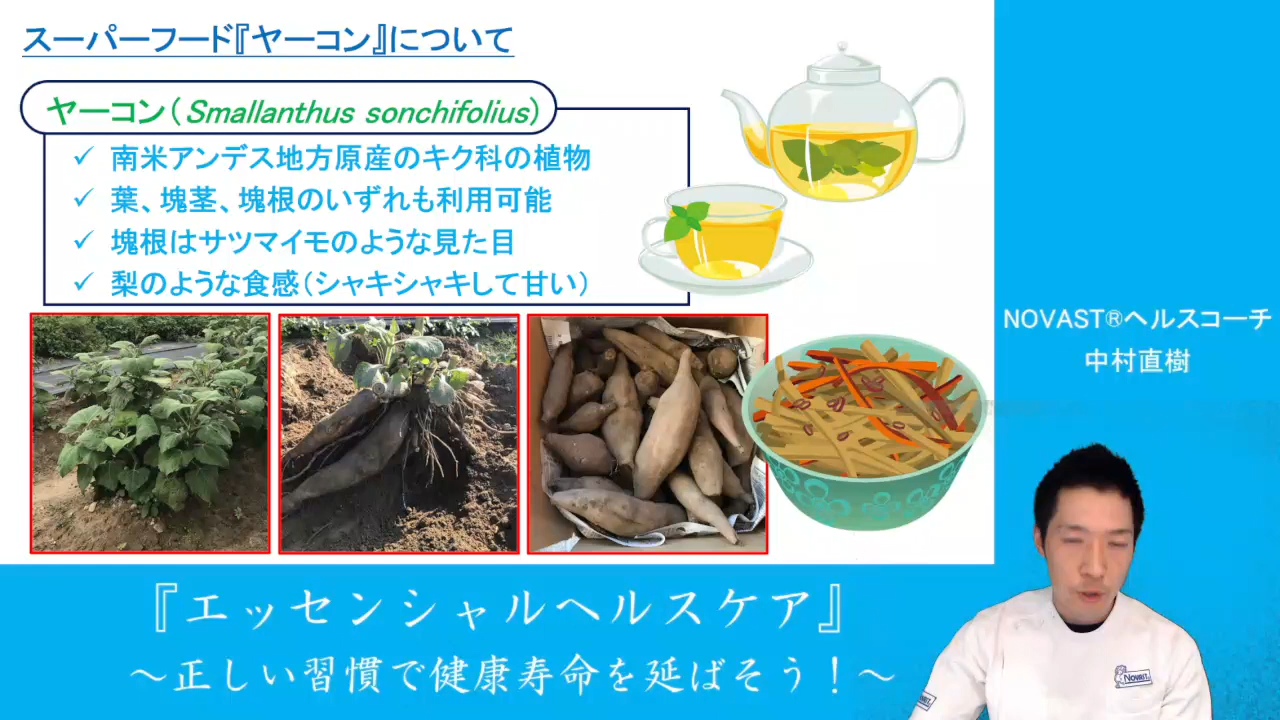 スーパーフード『ヤーコン』について
ヤーコン（Smallanthus sonchifolius）
✓ 南米アンデス地方原産のキク科の植物
✓ 葉、塊茎、塊根のいずれも利用可能
✓ 塊根はサツマイモのような見た目
✓ 梨のような食感（シャキシャキして甘い）
NOVAST®ヘルスコーチ
中村直樹
『エッセンシャルヘルスケア』
～正しい習慣で健康寿命を延ばそう！～
NOVAST
NOVAST